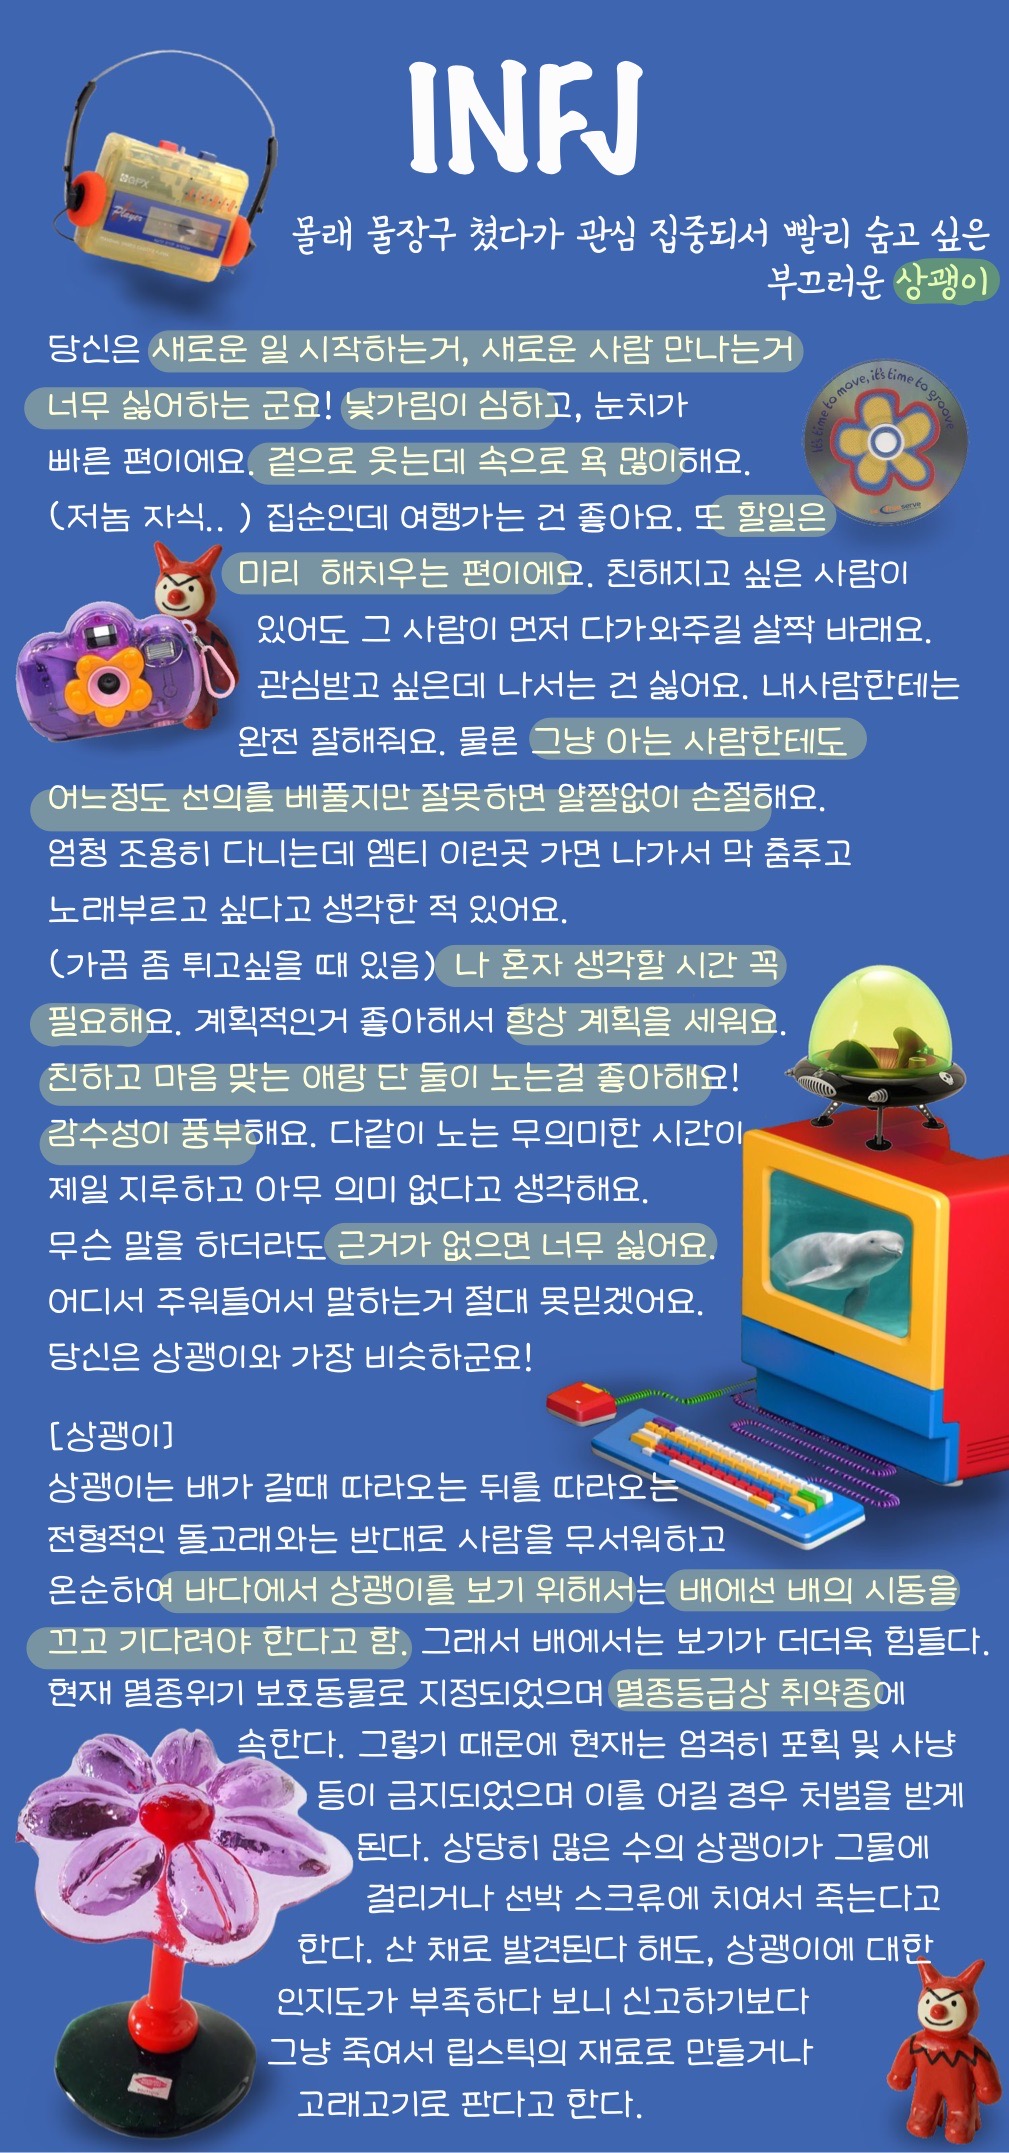 INFJ
몰래 물장구 쳤다가 관심 집중되서 빨리 숨고 싶은
부끄러운 상괭이
당신은 새로운 일 시작하는거, 새로운 사람 만나는거
너무 싫어하는 군요! 낯가림이 심하고, 눈치가
빠른 편이에요. 겉으로 웃는데 속으로 욕 많이해요.
(저놈 자식.. ) 집순인데 여행가는 건 좋아요. 또 할일은
미리 해치우는 편이에요. 친해지고 싶은 사람이
있어도 그 사람이 먼저 다가와주길 살짝 바래요.
관심받고 싶은데 나서는 건 싫어요. 내사람한테는
완전 잘해줘요. 물론 그냥 아는 사람한테도
어느정도 선의를 베풀지만 잘못하면 얄짤없이 손절해요.
엄청 조용히 다니는데 엠티 이런곳 가면 나가서 막 춤추고
노래부르고 싶다고 생각한 적 있어요.
(가끔 좀 튀고싶을 때 있음) 나 혼자 생각할 시간 꼭
필요해요. 계획적인거 좋아해서 항상 계획을 세워요.
친하고 마음 맞는 애랑 단 둘이 노는걸 좋아해요!
감수성이 풍부해요. 다같이 노는 무의미한 시간이
제일 지루하고 아무 의미 없다고 생각해요.
무슨 말을 하더라도 근거가 없으면 너무 싫어요.
어디서 주워들어서 말하는거 절대 못믿겠어요.
당신은 상괭이와 가장 비슷하군요!
[상괭이]
상괭이는 배가 갈때 따라오는 뒤를 따라오는
전형적인 돌고래와는 반대로 사람을 무서워하고
온순하여 바다에서 상괭이를 보기 위해서는 배에선 배의 시동을
끄고 기다려야 한다고 함. 그래서 배에서는 보기가 더더욱 힘들다.
현재 멸종위기 보호동물로 지정되었으며 멸종등급상 취약종에
속한다. 그렇기 때문에 현재는 엄격히 포획 및 사냥
등이 금지되었으며 이를 어길 경우 처벌을 받게
된다. 상당히 많은 수의 상괭이가 그물에
걸리거나 선박 스크류에 치여서 죽는다고
한다. 산 채로 발견된다 해도, 상괭이에 대한
인지도가 부족하다 보니 신고하기보다
그냥 죽여서 립스틱의 재료로 만들거나
고래고기로 판다고 한다.
GPX
Player
it's time to move, it's time to groove